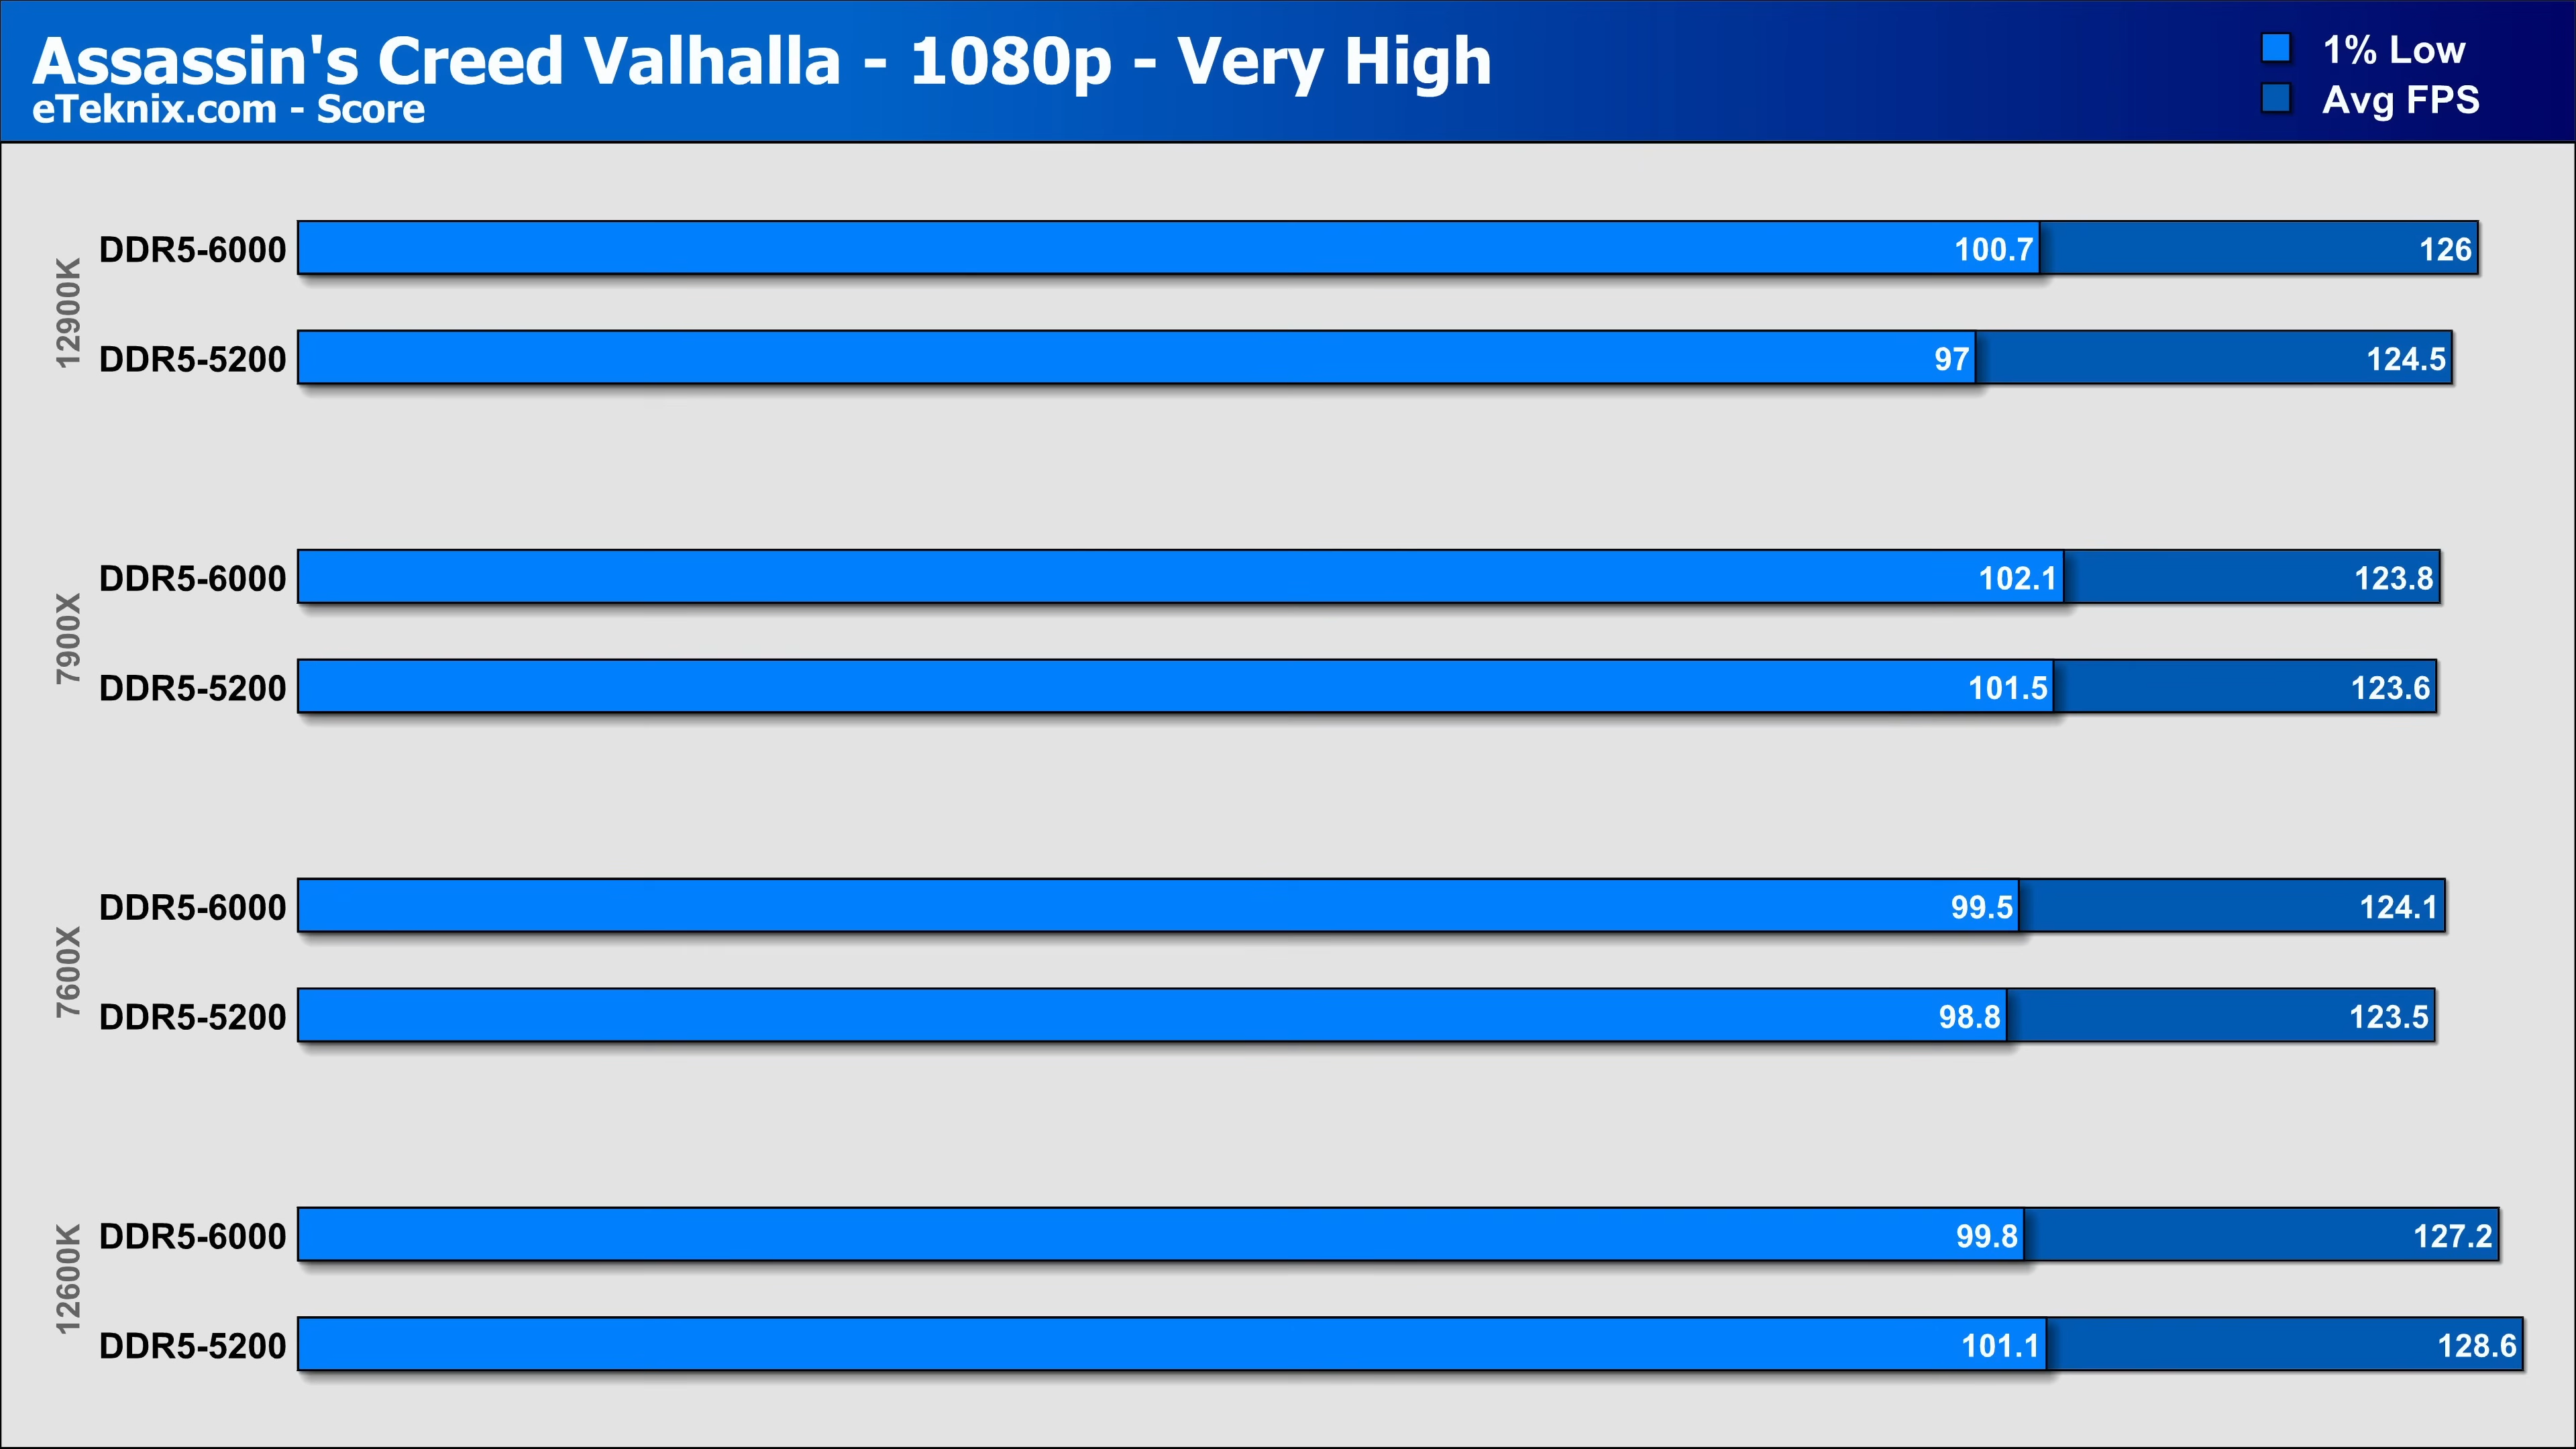 Assassin's Creed Valhalla - 1080p - Very High
eTeknix.com - Score
1% Low
Avg FPS
12900K
DDR5-6000 100.7 126
DDR5-5200 97 124.5
7900X
DDR5-6000 102.1 123.8
DDR5-5200 101.5 123.6
7600X
DDR5-6000 99.5 124.1
DDR5-5200 98.8 123.5
12600K
DDR5-6000 99.8 127.2
DDR5-5200 101.1 128.6